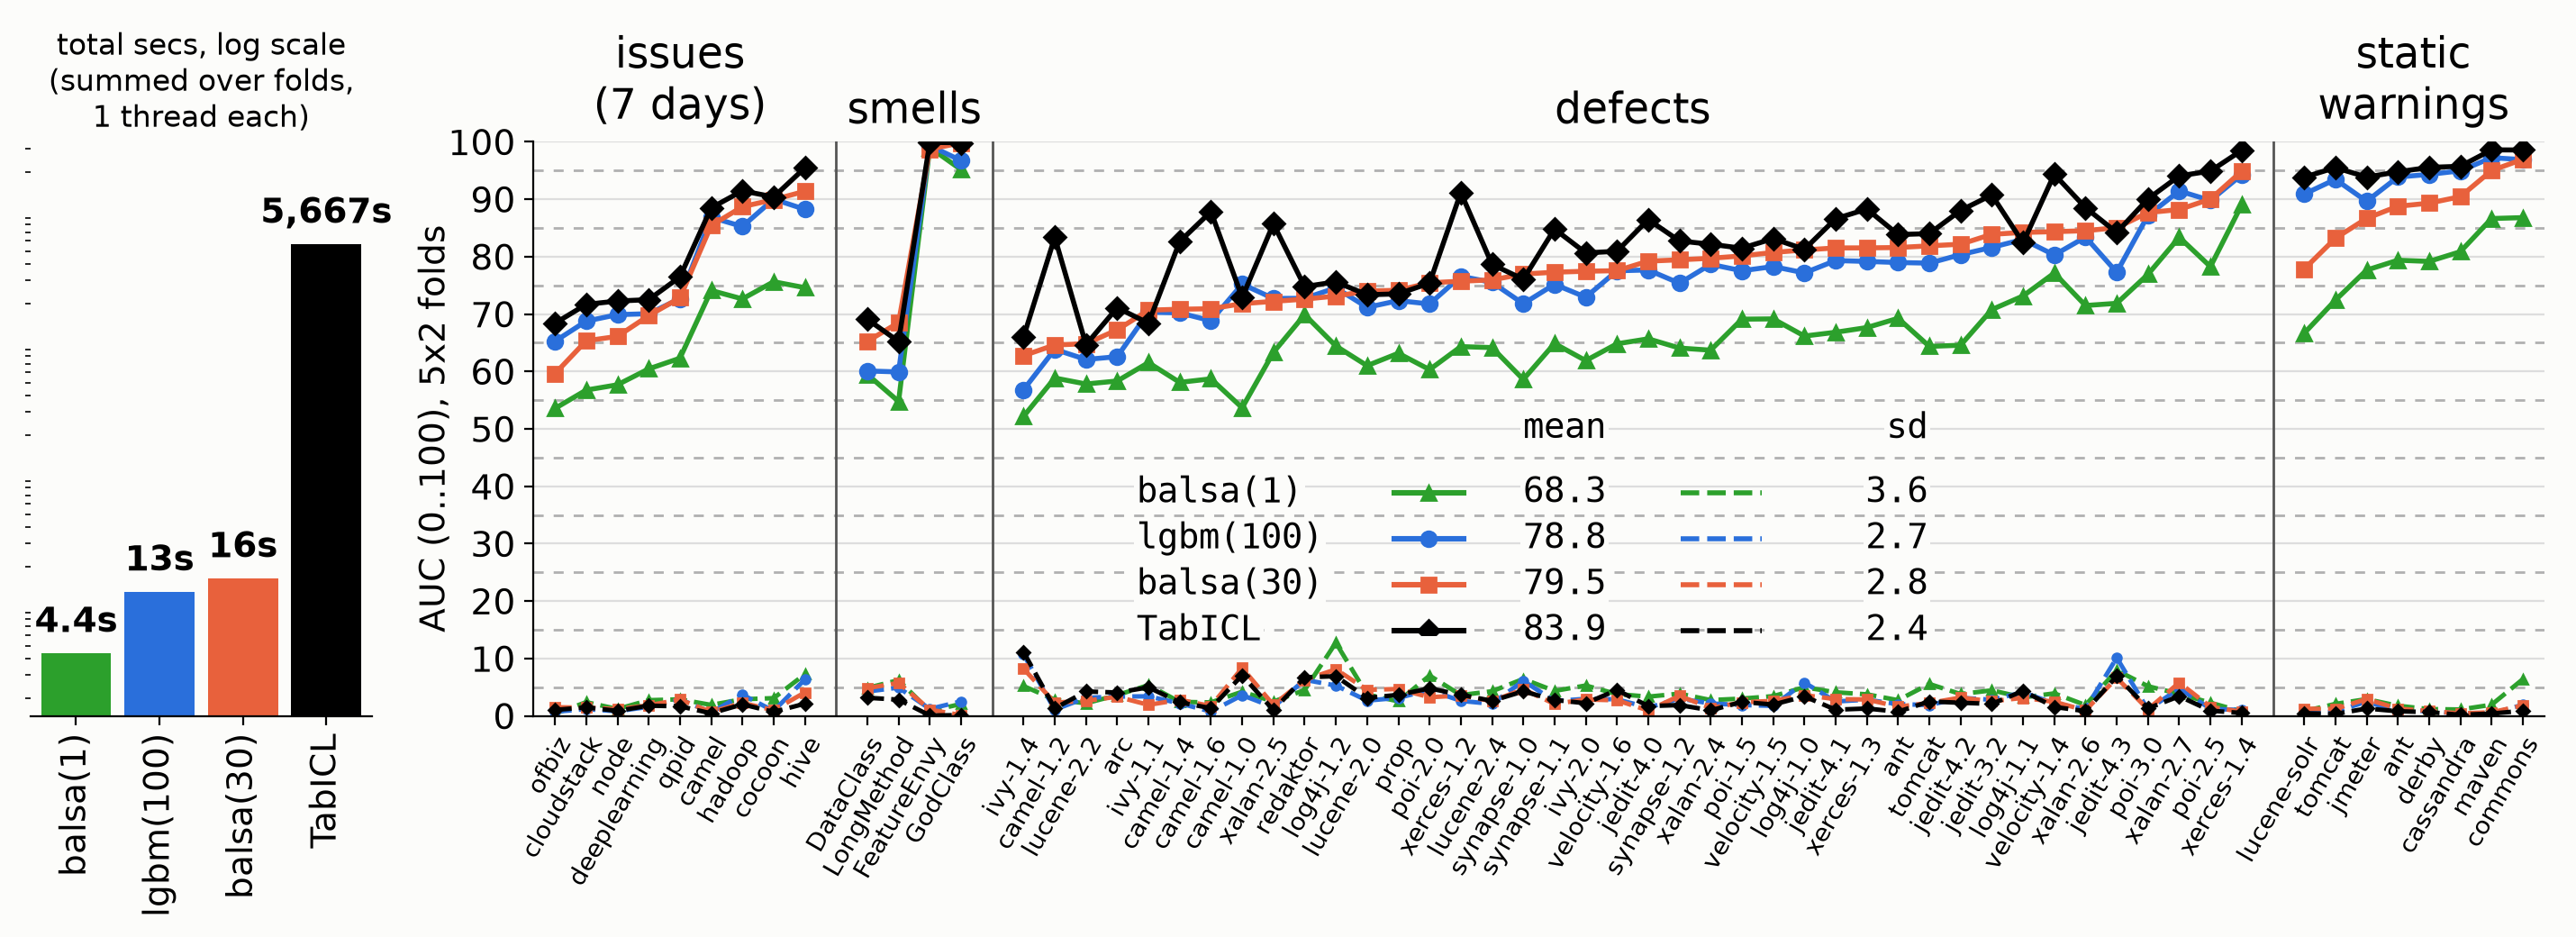 total secs, log scale
(summed over folds,
1 thread each)
5,667s
4.4s
13s
16s
balsa(1)
lgbm(100)
balsa(30)
TabICL
issues
(7 days)
smells
defects
static
warnings
AUC (0..100), 5x2 folds
100
90
80
70
60
50
40
30
20
10
0
mean sd
balsa(1) 68.3 3.6
lgbm(100) 78.8 2.7
balsa(30) 79.5 2.8
TabICL 83.9 2.4
ofbiz
cloudstack
node
deeplearning
qpid
camel
hadoop
cocoon
hive
DataClass
LongMethod
FeatureEnvy
GodClass
ivy-1.4
camel-1.2
lucene-2.2
arc
ivy-1.1
camel-1.4
camel-1.6
camel-1.0
xalan-2.5
redaktor
log4j-1.2
lucene-2.0
prop
poi-2.0
xerces-1.2
lucene-2.4
synapse-1.0
synapse-1.1
ivy-2.0
velocity-1.6
jedit-4.0
synapse-1.2
xalan-2.4
poi-1.5
velocity-1.5
log4j-1.0
jedit-4.1
xerces-1.3
ant
tomcat
jedit-4.2
jedit-3.2
log4j-1.1
velocity-1.4
xalan-2.6
jedit-4.3
poi-3.0
xalan-2.7
poi-2.5
xerces-1.4
lucene-solr
tomcat
jmeter
ant
derby
cassandra
maven
commons